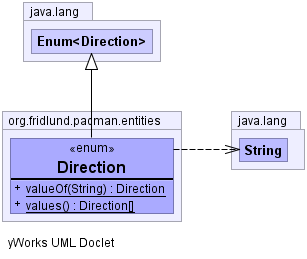 java.lang
Enum<Direction>
org.fridlund.pacman.entities
java.lang
«enum»
Direction
String
+ valueOf(String) : Direction
+ values() : Direction[]
yWorks UML Doclet